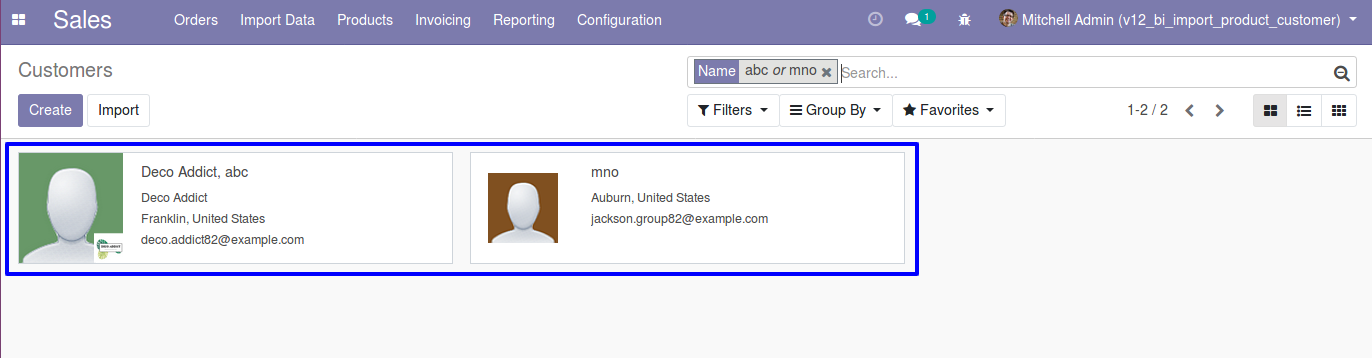 Sales Orders Import Data Products Invoicing Reporting Configuration 1 Mitchell Admin (v12_bi_import_product_customer)
Customers Name abc or mno Search...
Create Import Filters Group By Favorites 1-2 / 2
Deco Addict, abc
Deco Addict
Franklin, United States
deco.addict82@example.com
mno
Auburn, United States
jackson.group82@example.com